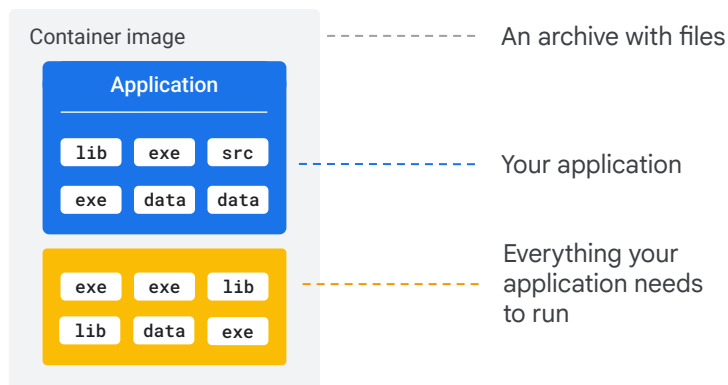 Container image
An archive with files
Application
lib exe src
exe data data
Your application
exe exe lib
lib data exe
Everything your
application needs
to run